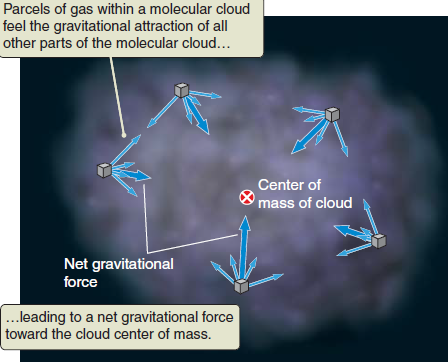 Parcels of gas within a molecular cloud
feel the gravitational attraction of all
other parts of the molecular cloud…
Center of
mass of cloud
Net gravitational
force
…leading to a net gravitational force
toward the cloud center of mass.